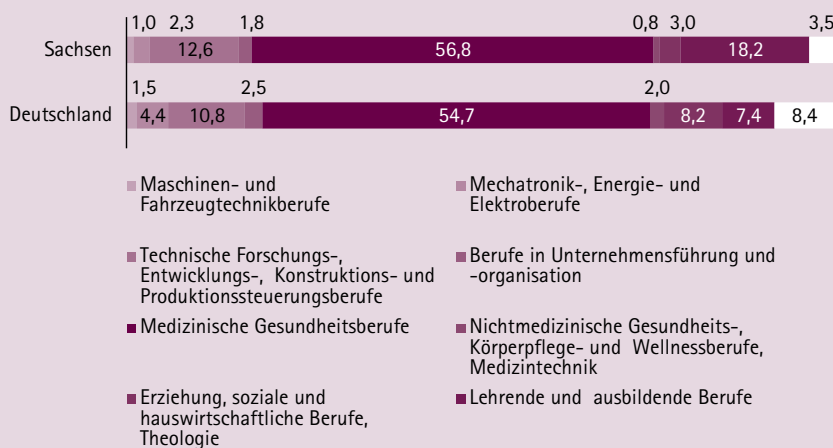 1,0 2,3 1,8 0,8 3,0 3,5
Sachsen 12,6 56,8 18,2
1,5 2,5 2,0
Deutschland 4,4 10,8 54,7 8,2 7,4 8,4
Maschinen- und
Fahrzeugtechnikberufe
Mechatronik-, Energie- und
Elektroberufe
Technische Forschungs-,
Entwicklungs-, Konstruktions- und
Produktionssteuerungsberufe
Berufe in Unternehmensführung und
-organisation
Medizinische Gesundheitsberufe
Nichtmedizinische Gesundheits-,
Körperpflege- und Wellnessberufe,
Medizintechnik
Erziehung, soziale und
hauswirtschaftliche Berufe,
Theologie
Lehrende und ausbildende Berufe